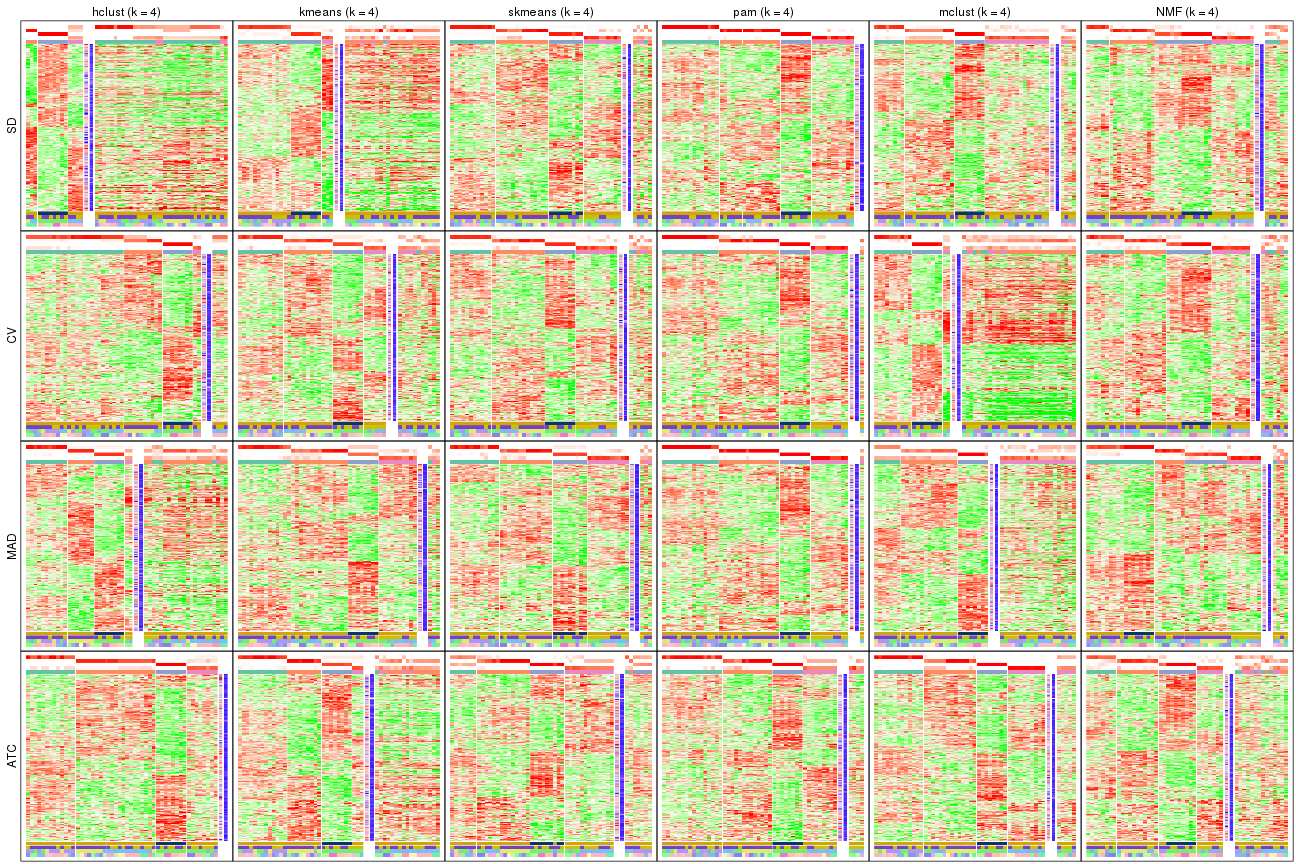 hclust (k = 4)
kmeans (k = 4)
skmeans (k = 4)
pam (k = 4)
mclust (k = 4)
NMF (k = 4)
SD
CV
MAD
ATC